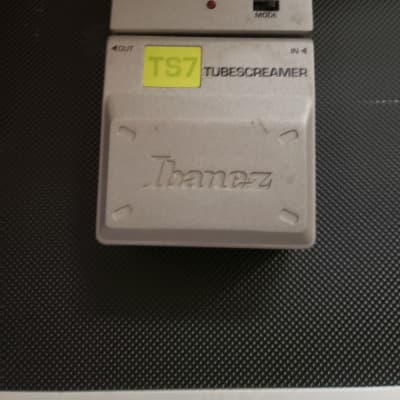 MODE
◄OUT IN◄
TS7 TUBESCREAMER
Ibanez